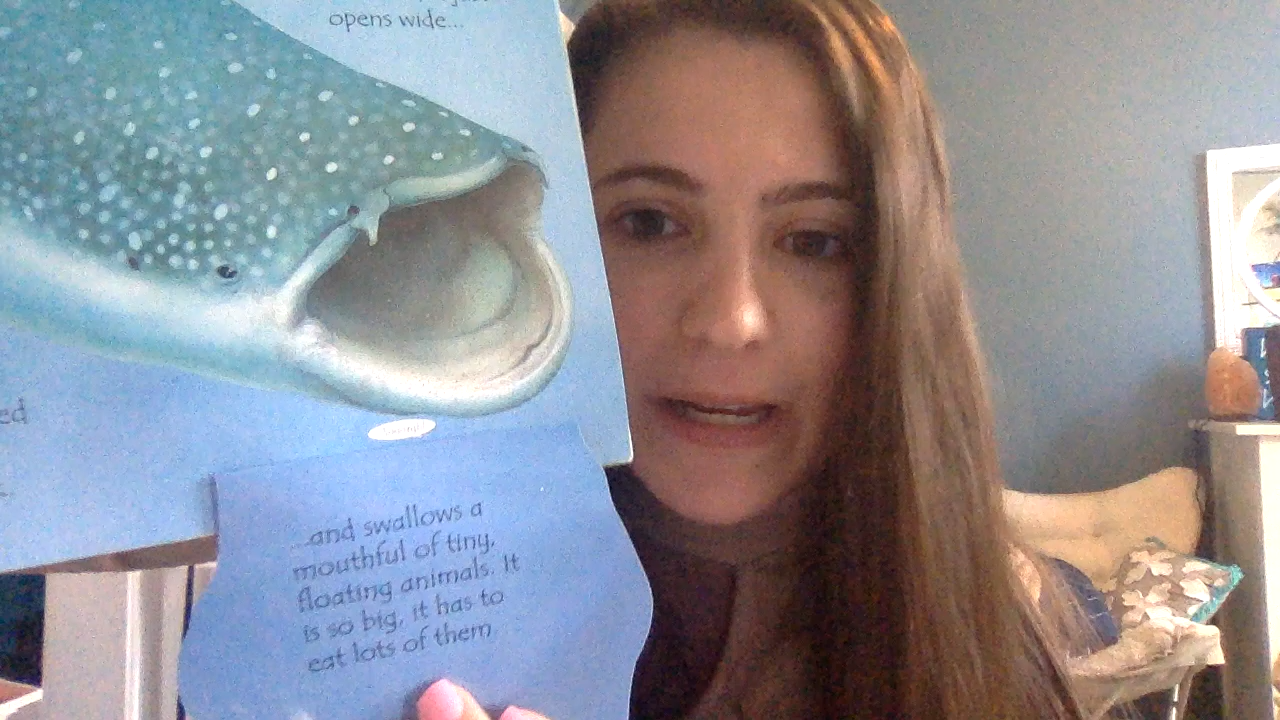 opens wide...
ed
...and swallows a
mouthful of tiny,
floating animals. It
is so big, it has to
eat lots of them